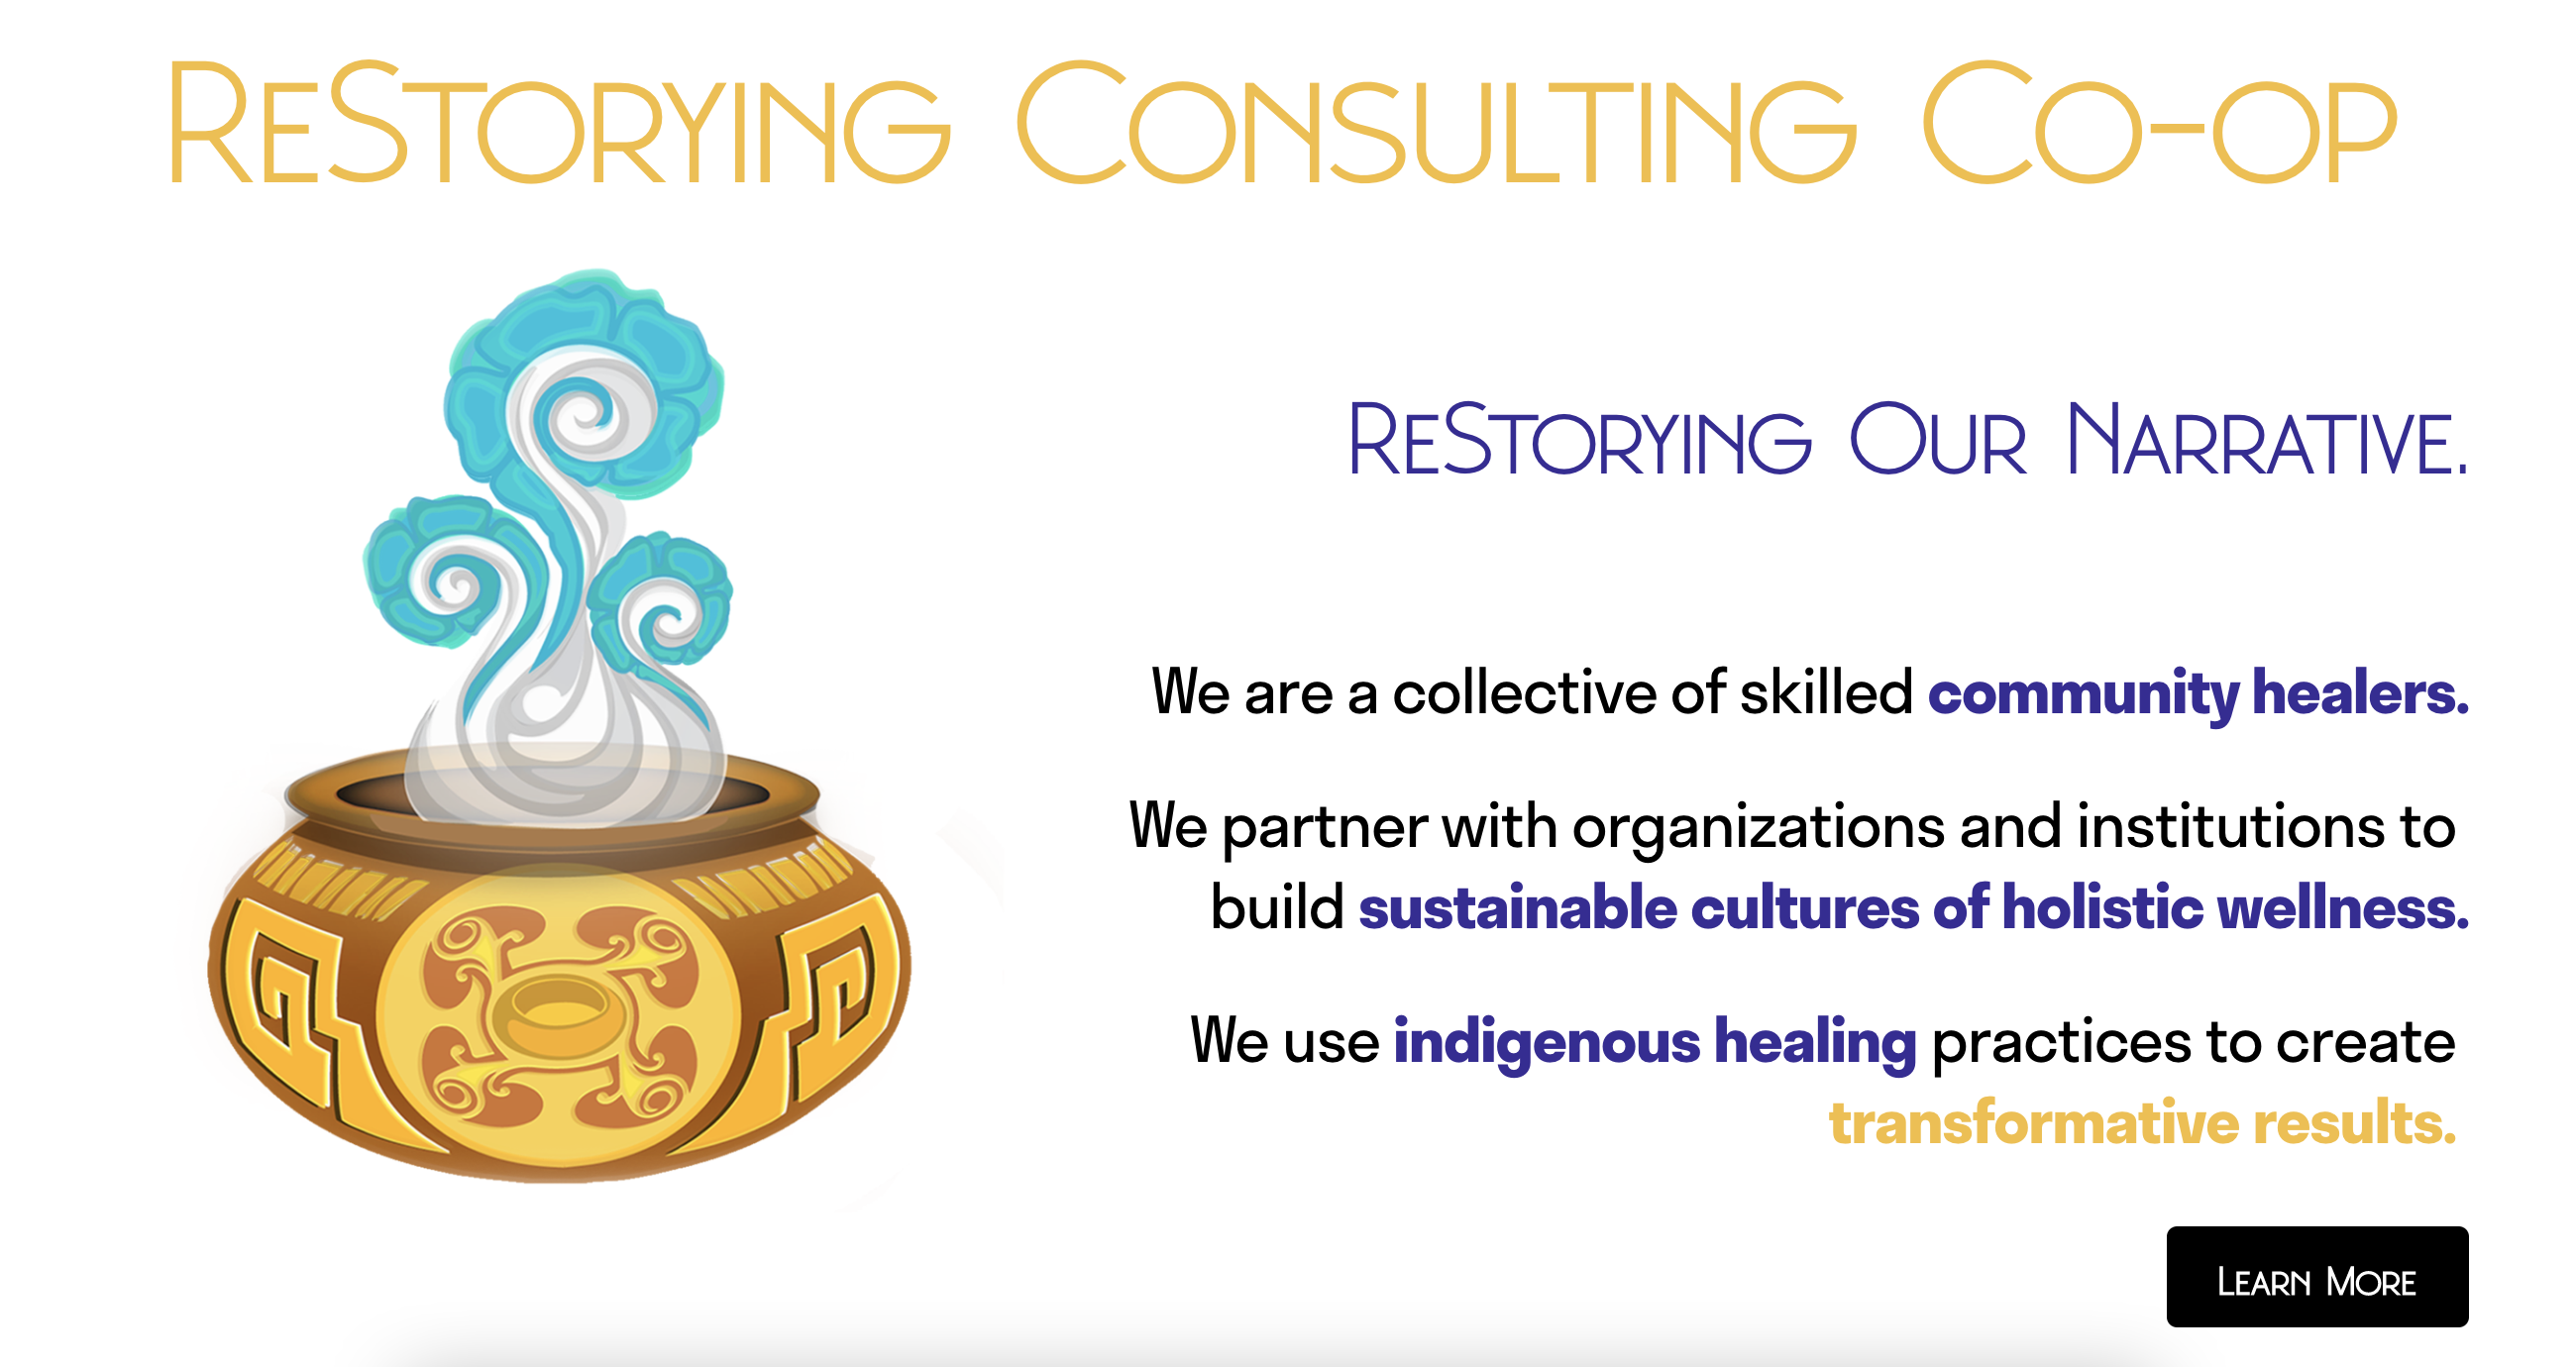 ReStorying Consulting Co-op
ReStorying Our Narrative.
We are a collective of skilled community healers.
We partner with organizations and institutions to
build sustainable cultures of holistic wellness.
We use indigenous healing practices to create
transformative results.
Learn More